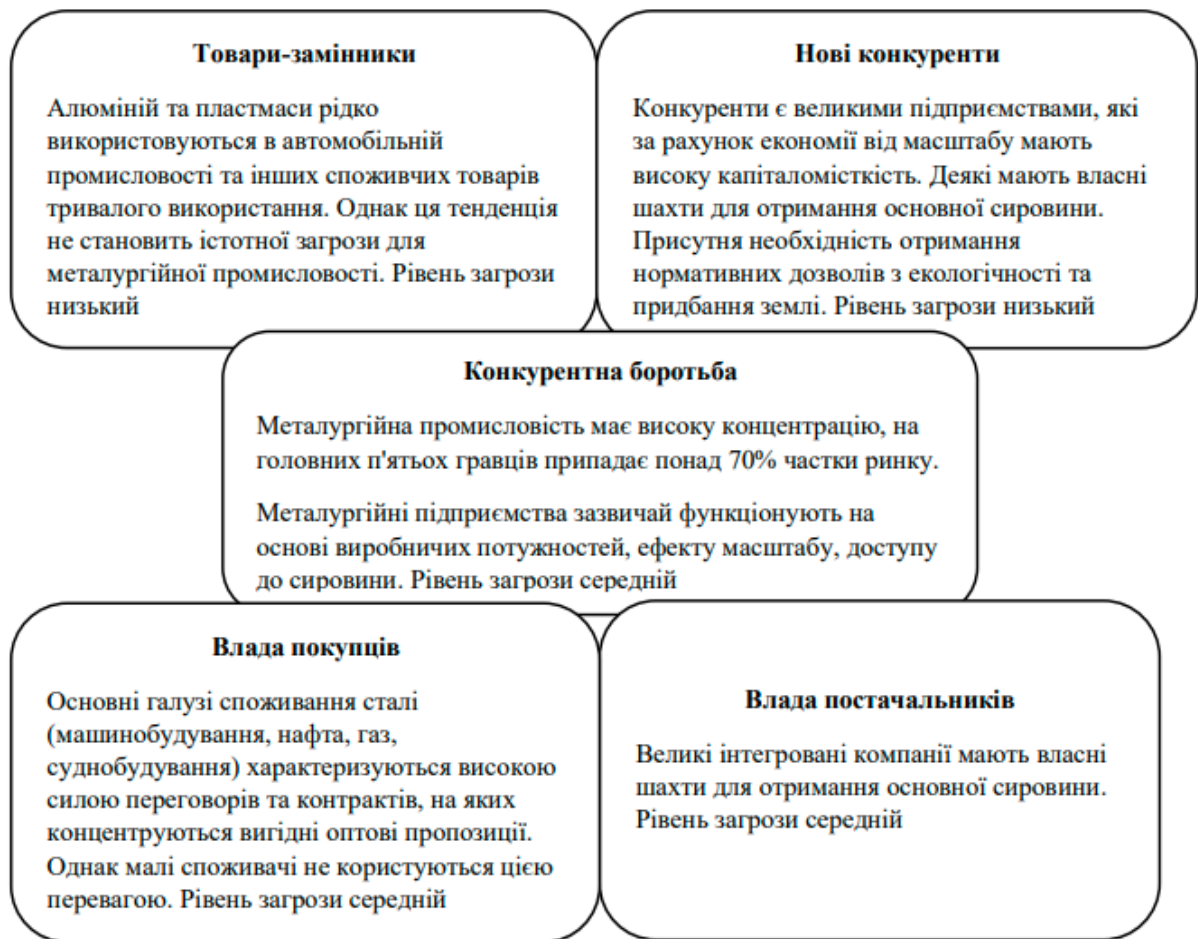 Товари-замінники
Алюміній та пластмаси рідко
використовуються в автомобільній
промисловості та інших споживчих товарів
тривалого використання. Однак ця тенденція
не становить істотної загрози для
металургійної промисловості. Рівень загрози
низький
Нові конкуренти
Конкуренти є великими підприємствами, які
за рахунок економії від масштабу мають
високу капіталомісткість. Деякі мають власні
шахти для отримання основної сировини.
Присутня необхідність отримання
нормативних дозволів з екологічності та
придбання землі. Рівень загрози низький
Конкурентна боротьба
Металургійна промисловість має високу концентрацію, на
головних п'ятьох гравців припадає понад 70% частки ринку.
Металургійні підприємства зазвичай функціонують на
основі виробничих потужностей, ефекту масштабу, доступу
до сировини. Рівень загрози середній
Влада покупців
Основні галузі споживання сталі
(машинобудування, нафта, газ,
суднобудування) характеризуються високою
силою переговорів та контрактів, на яких
концентруються вигідні оптові пропозиції.
Однак малі споживачі не користуються цією
перевагою. Рівень загрози середній
Влада постачальників
Великі інтегровані компанії мають власні
шахти для отримання основної сировини.
Рівень загрози середній